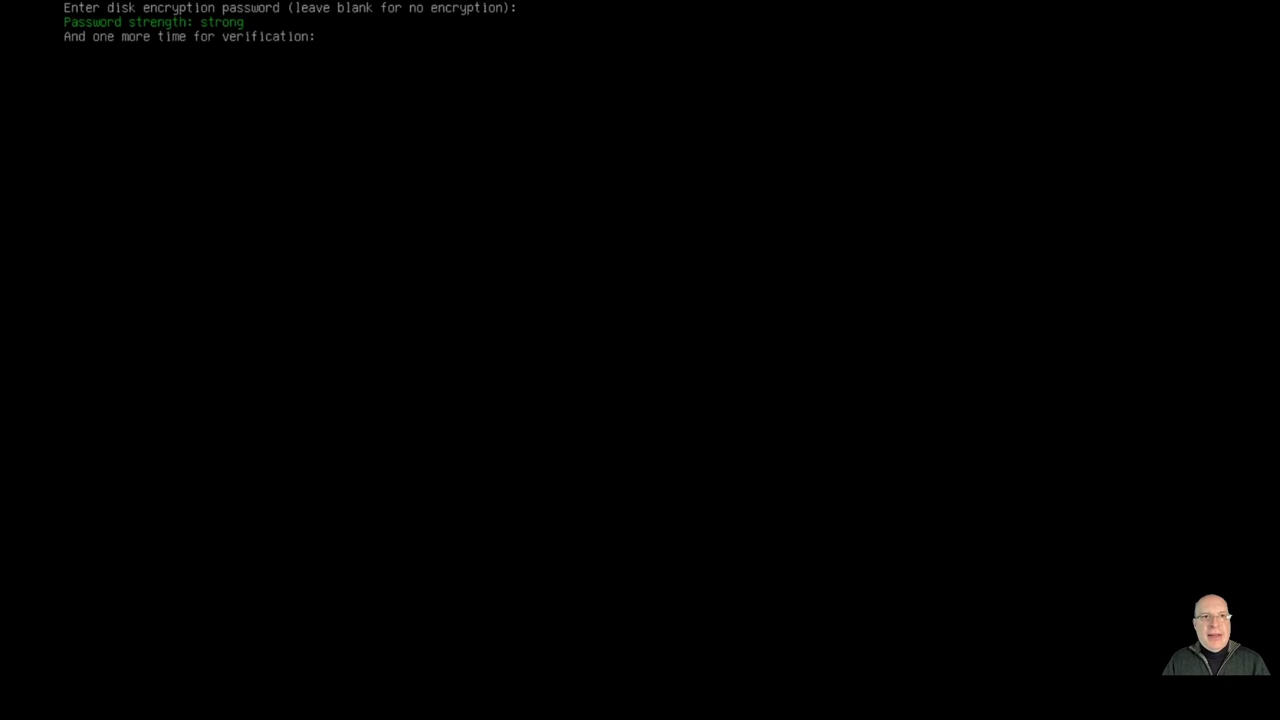 Enter disk encryption password (leave blank for no encryption):
Password strength: strong
And one more time for verification: